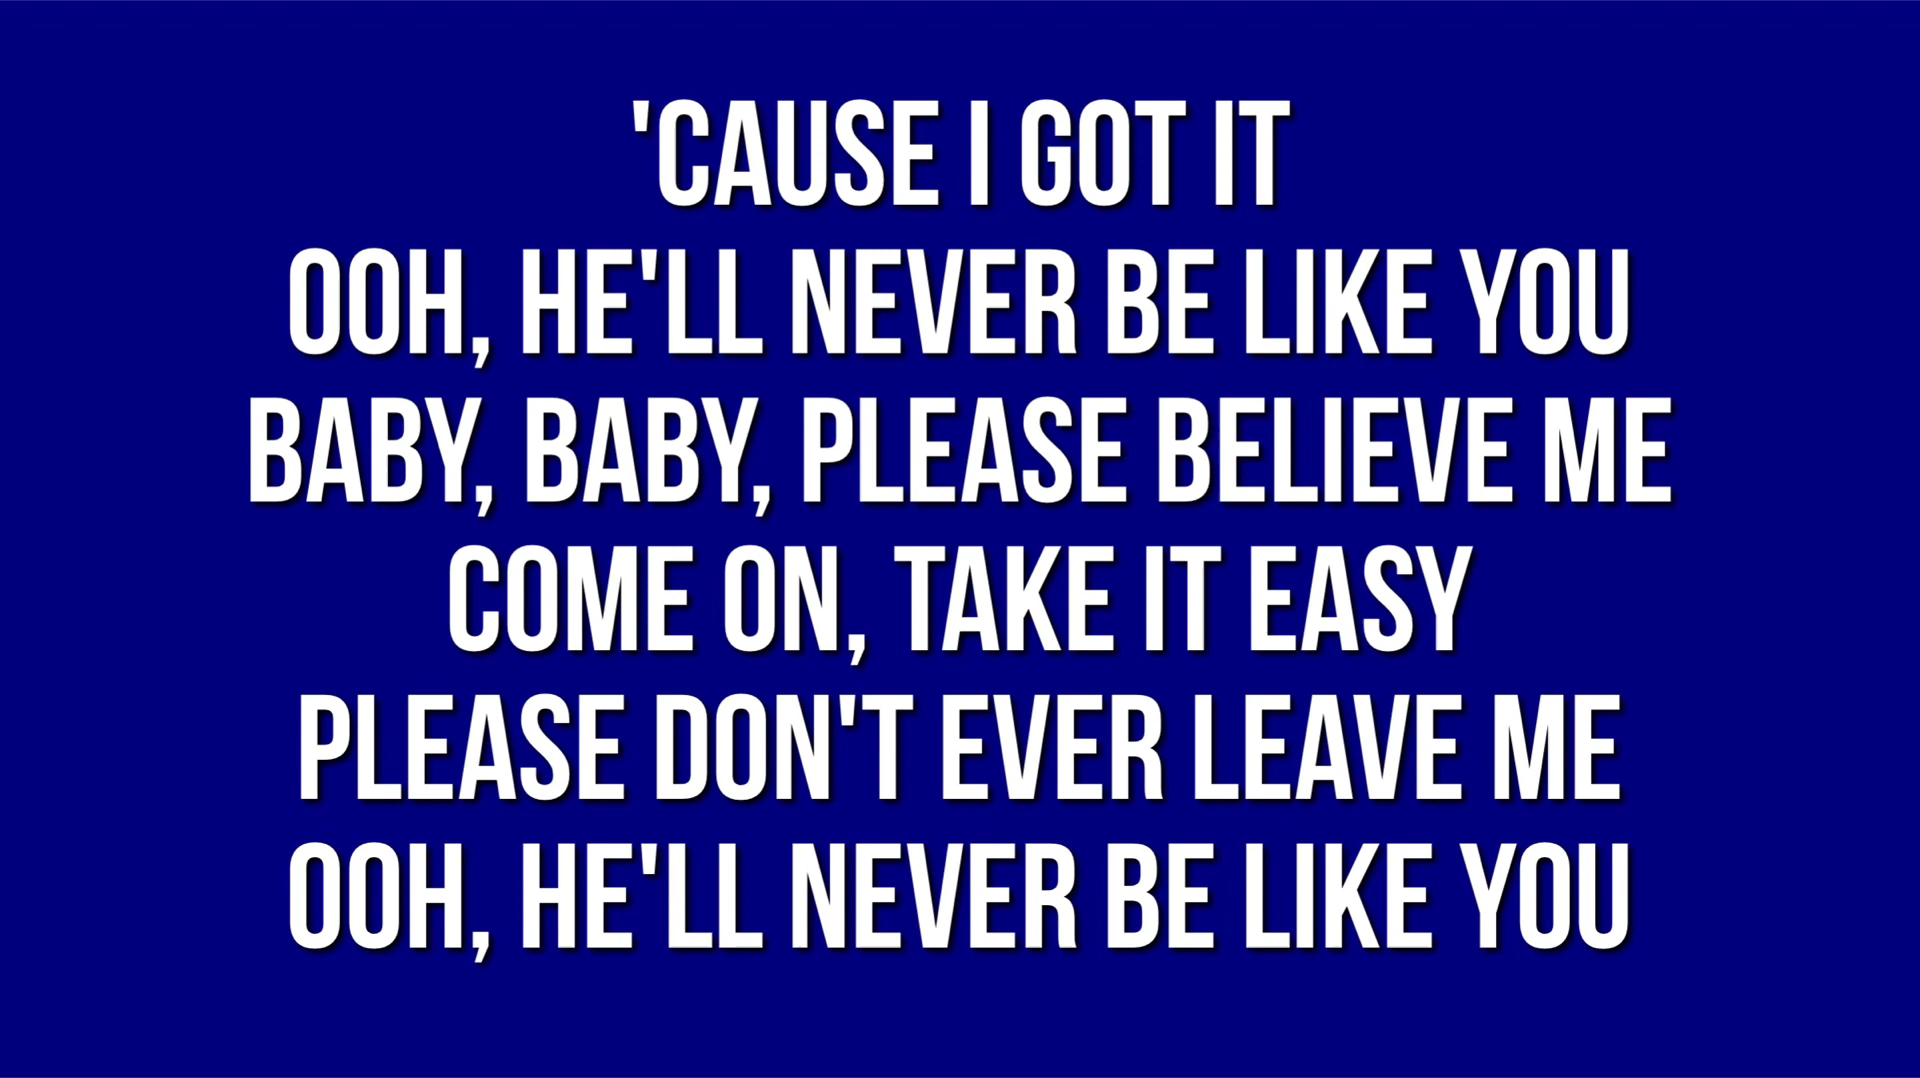 'CAUSE I GOT IT
OOH, HE'LL NEVER BE LIKE YOU
BABY, BABY, PLEASE BELIEVE ME
COME ON, TAKE IT EASY
PLEASE DON'T EVER LEAVE ME
OOH, HE'LL NEVER BE LIKE YOU